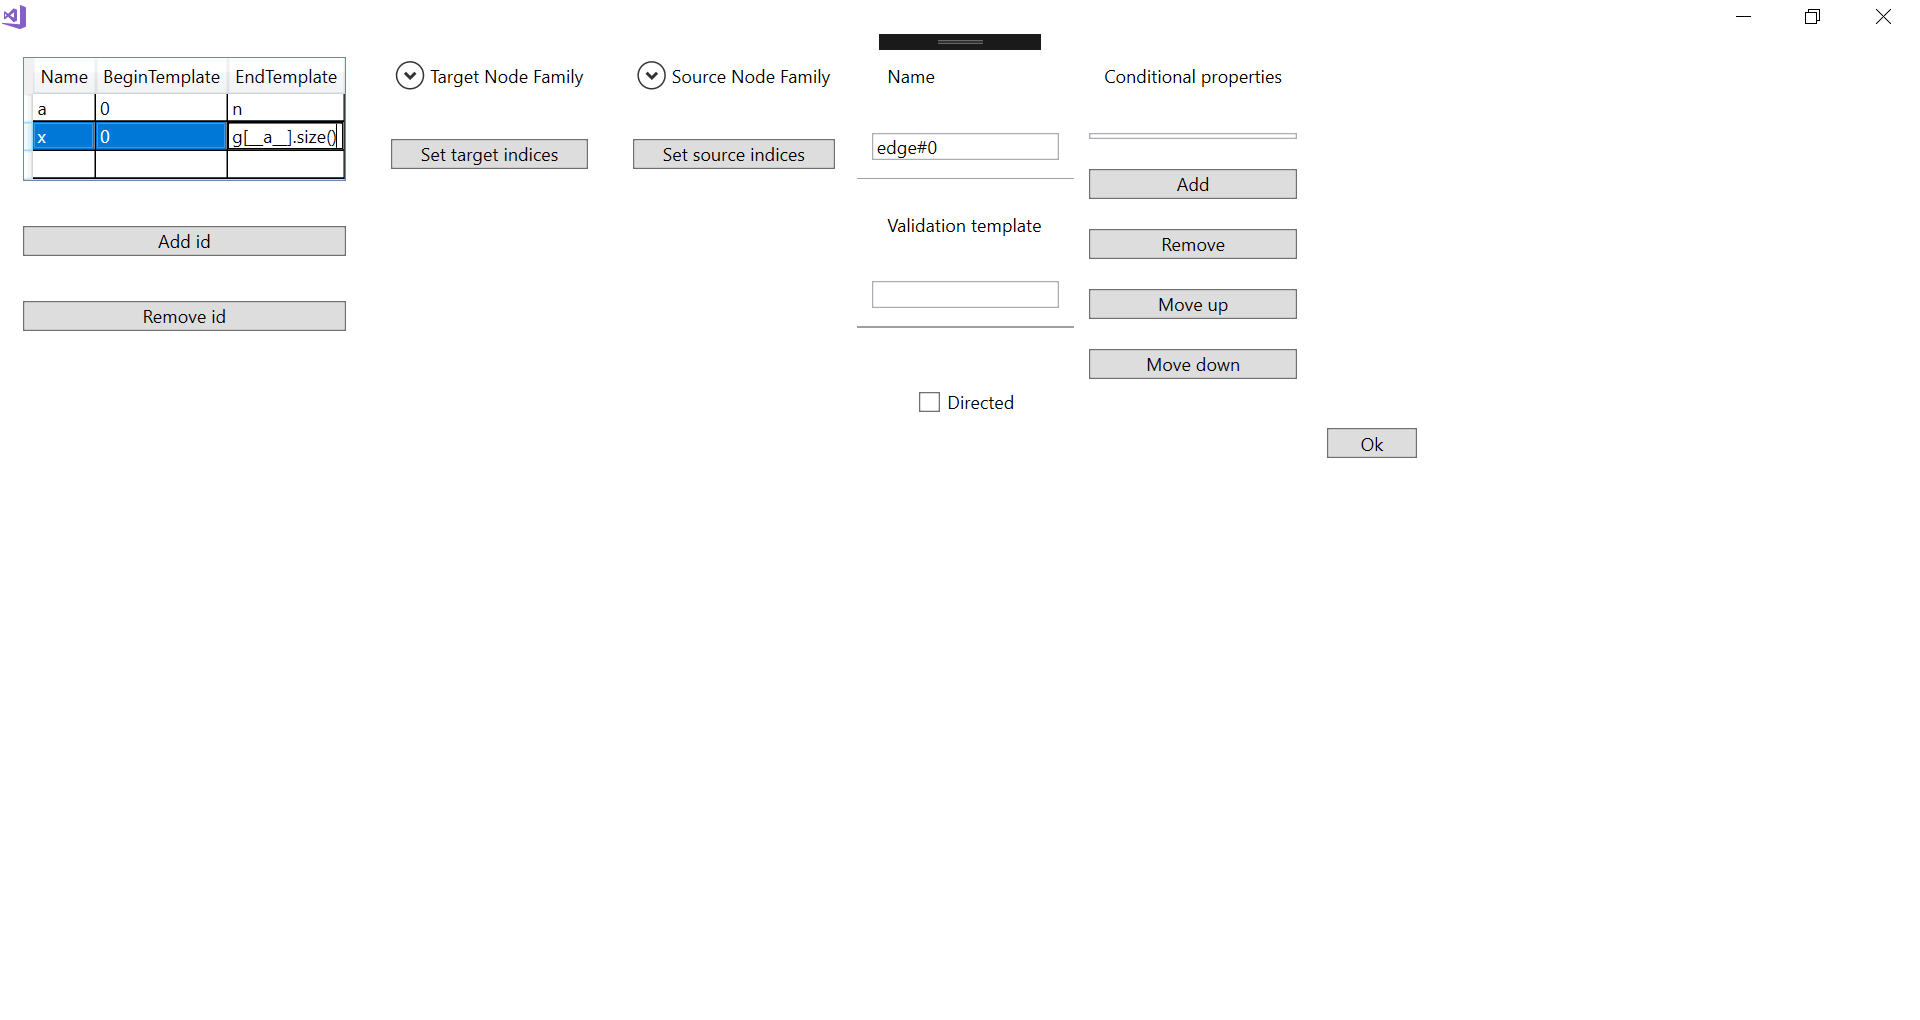 Name BeginTemplate EndTemplate
a 0 n
x 0 g[__a__].size()
Add id
Remove id
Target Node Family
Set target indices
Source Node Family
Set source indices
Name
edge#0
Validation template
Directed
Conditional properties
Add
Remove
Move up
Move down
Ok